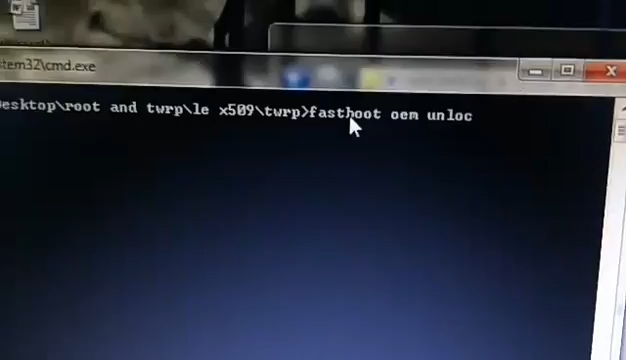 stem32\cmd.exe
esktop\root and twrp\le x509\twrp>fastboot oem unloc